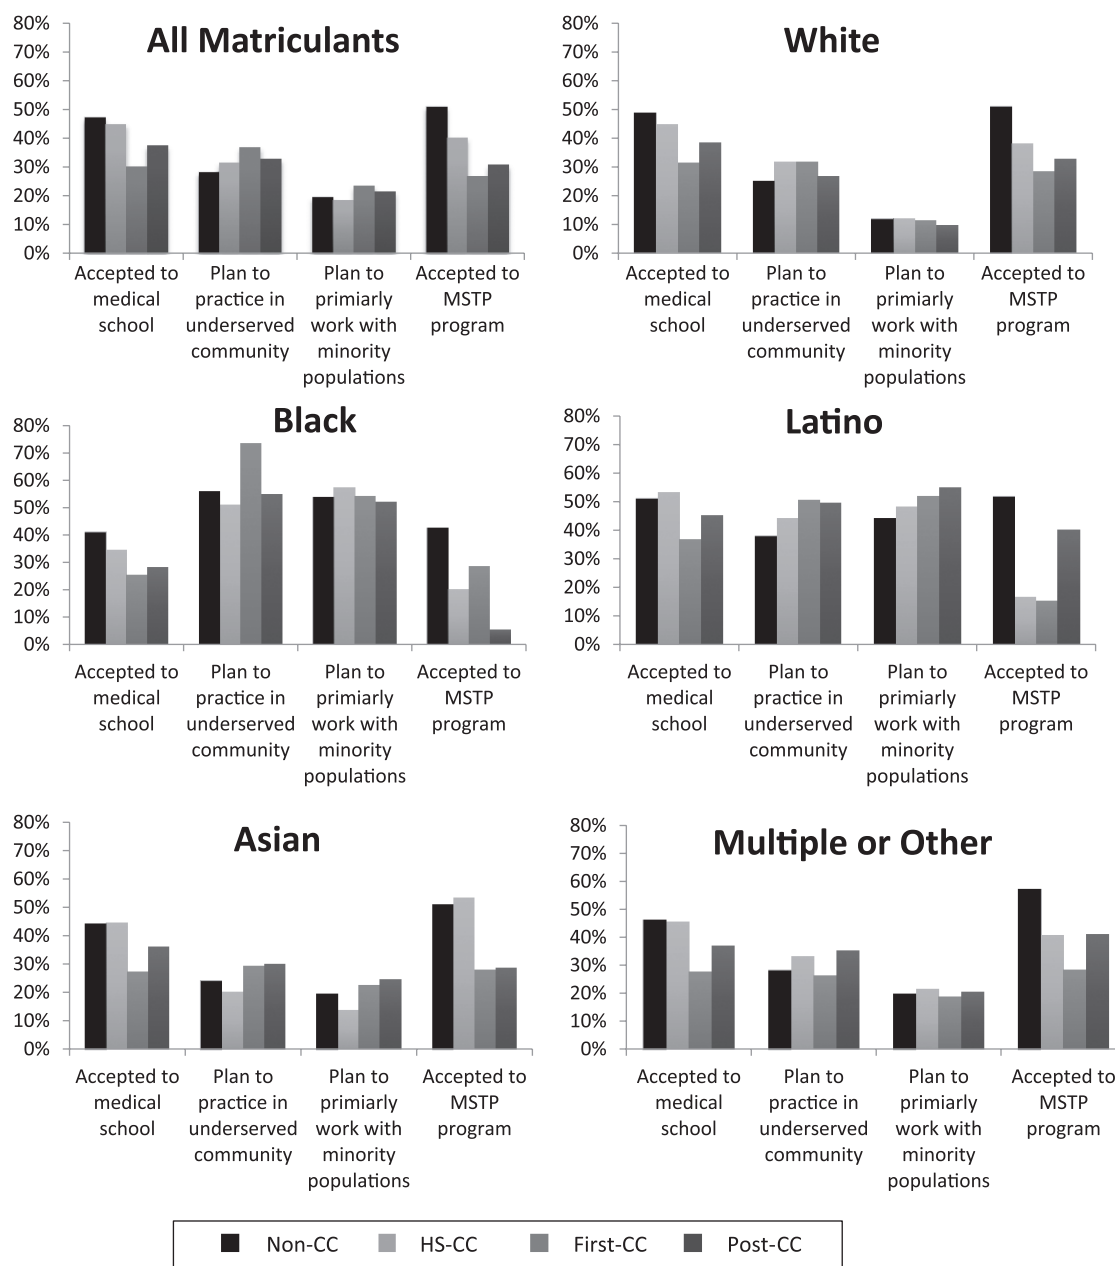 All Matriculants
80%
70%
60%
50%
40%
30%
20%
10%
0%
Accepted to medical school
Plan to practice in underserved community
Plan to primiarly work with minority populations
Accepted to MSTP program
White
80%
70%
60%
50%
40%
30%
20%
10%
0%
Accepted to medical school
Plan to practice in underserved community
Plan to primiarly work with minority populations
Accepted to MSTP program
Black
80%
70%
60%
50%
40%
30%
20%
10%
0%
Accepted to medical school
Plan to practice in underserved community
Plan to primiarly work with minority populations
Accepted to MSTP program
Latino
80%
70%
60%
50%
40%
30%
20%
10%
0%
Accepted to medical school
Plan to practice in underserved community
Plan to primiarly work with minority populations
Accepted to MSTP program
Asian
80%
70%
60%
50%
40%
30%
20%
10%
0%
Accepted to medical school
Plan to practice in underserved community
Plan to primiarly work with minority populations
Accepted to MSTP program
Multiple or Other
80%
70%
60%
50%
40%
30%
20%
10%
0%
Accepted to medical school
Plan to practice in underserved community
Plan to primiarly work with minority populations
Accepted to MSTP program
Non-CC HS-CC First-CC Post-CC